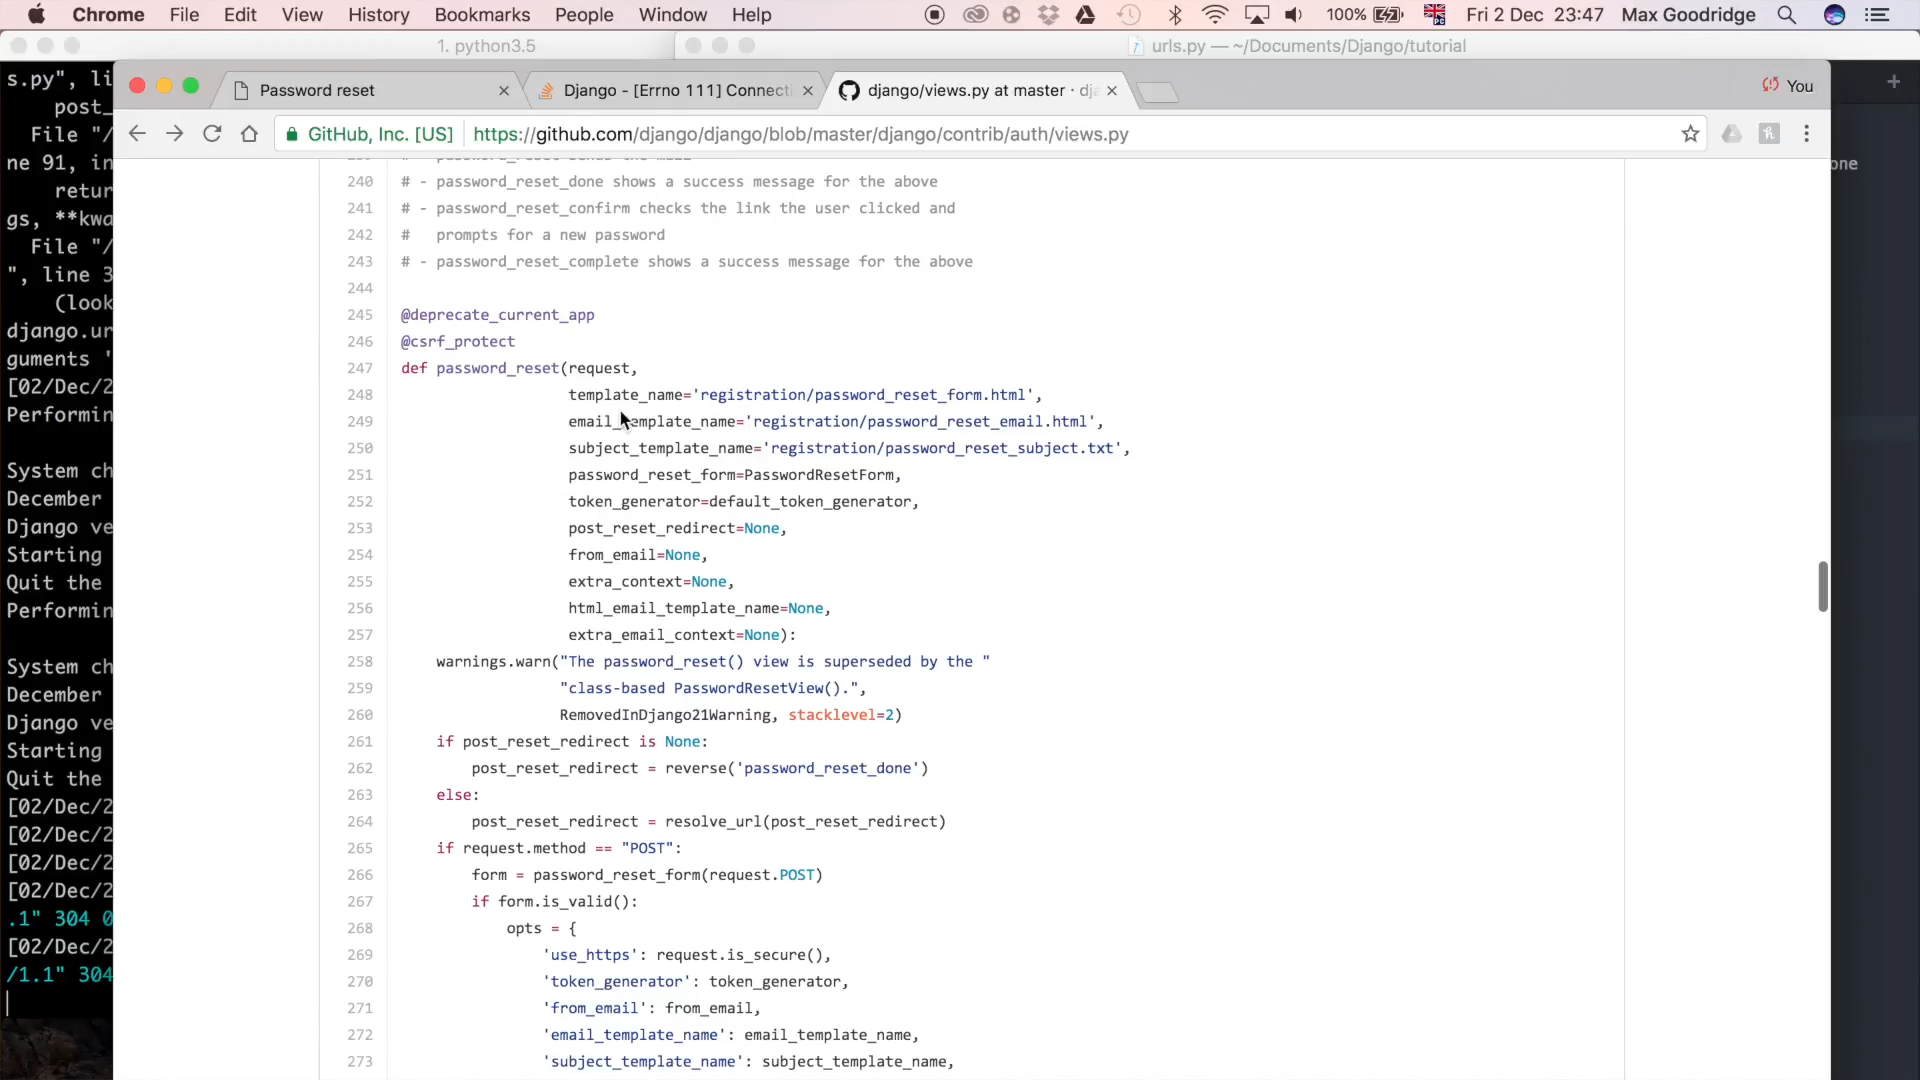 Chrome File Edit View History Bookmarks People Window Help 100% Fri 2 Dec 23:47 Max Goodridge
1. python3.5
urls.py — ~/Documents/Django/tutorial
Password reset
Django - [Errno 111] Connecti
django/views.py at master · dj
You
GitHub, Inc. [US] https://github.com/django/django/blob/master/django/contrib/auth/views.py
s.py", li
post_
File "/
ne 91, in
retur
gs, **kwa
File "/
", line 3
(look
django.ur
guments '
[02/Dec/2
Performin
System ch
December
Django ve
Starting
Quit the
Performin
System ch
December
Django ve
Starting
Quit the
[02/Dec/2
[02/Dec/2
[02/Dec/2
[02/Dec/2
.1" 304 0
[02/Dec/2
/1.1" 304
one
240 # - password_reset_done shows a success message for the above
241 # - password_reset_confirm checks the link the user clicked and
242 #   prompts for a new password
243 # - password_reset_complete shows a success message for the above
244
245 @deprecate_current_app
246 @csrf_protect
247 def password_reset(request,
248 template_name='registration/password_reset_form.html',
249 email_template_name='registration/password_reset_email.html',
250 subject_template_name='registration/password_reset_subject.txt',
251 password_reset_form=PasswordResetForm,
252 token_generator=default_token_generator,
253 post_reset_redirect=None,
254 from_email=None,
255 extra_context=None,
256 html_email_template_name=None,
257 extra_email_context=None):
258 warnings.warn("The password_reset() view is superseded by the "
259 "class-based PasswordResetView().",
260 RemovedInDjango21Warning, stacklevel=2)
261 if post_reset_redirect is None:
262 post_reset_redirect = reverse('password_reset_done')
263 else:
264 post_reset_redirect = resolve_url(post_reset_redirect)
265 if request.method == "POST":
266 form = password_reset_form(request.POST)
267 if form.is_valid():
268 opts = {
269 'use_https': request.is_secure(),
270 'token_generator': token_generator,
271 'from_email': from_email,
272 'email_template_name': email_template_name,
273 'subject_template_name': subject_template_name,